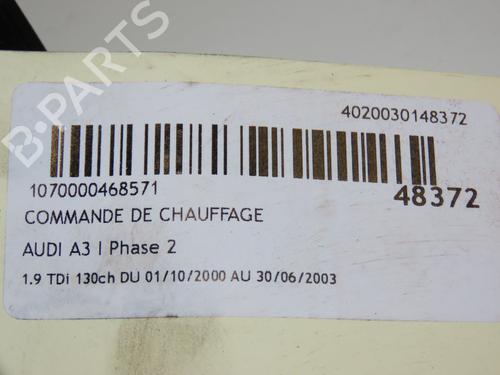 B-PARTS
4020030148372
1070000468571
48372
COMMANDE DE CHAUFFAGE
AUDI A3 I Phase 2
1.9 TDi 130ch DU 01/10/2000 AU 30/06/2003